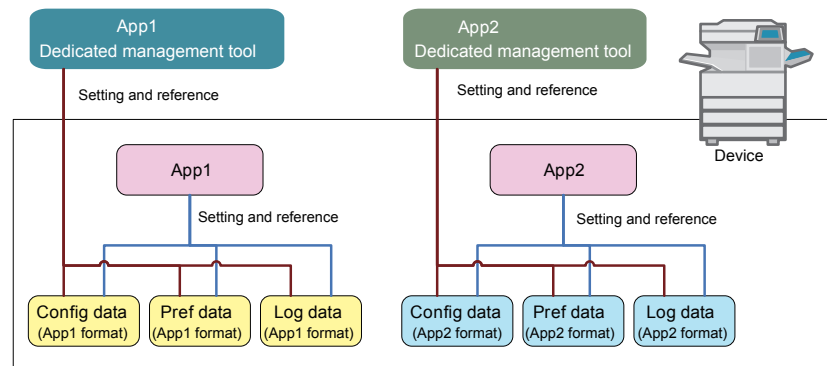 App1
Dedicated management tool
App2
Dedicated management tool
Setting and reference
Setting and reference
Device
App1
App2
Setting and reference
Setting and reference
Config data
(App1 format)
Pref data
(App1 format)
Log data
(App1 format)
Config data
(App2 format)
Pref data
(App2 format)
Log data
(App2 format)